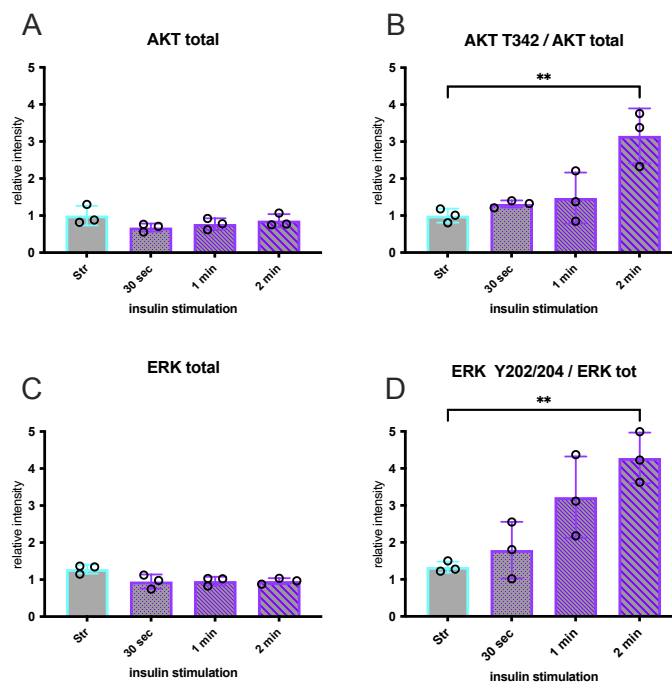 A
AKT total
relative intensity
5
4
3
2
1
0
Str
30 sec
1 min
2 min
insulin stimulation
B
AKT T342 / AKT total
**
relative intensity
5
4
3
2
1
0
Str
30 sec
1 min
2 min
insulin stimulation
C
ERK total
relative intensity
5
4
3
2
1
0
Str
30 sec
1 min
2 min
insulin stimulation
D
ERK Y202/204 / ERK tot
**
relative intensity
5
4
3
2
1
0
Str
30 sec
1 min
2 min
insulin stimulation